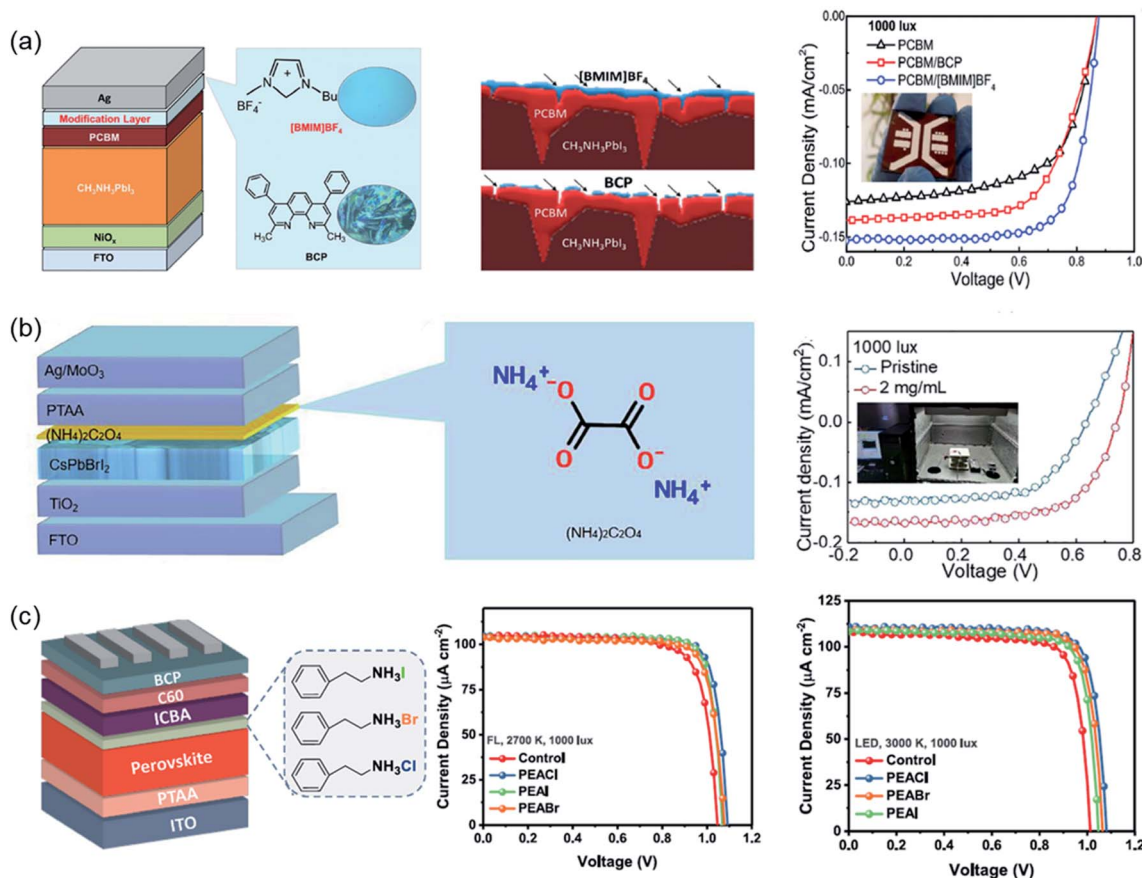 (a)
Ag
Modification Layer
PCBM
CH₃NH₃PbI₃
NiOₓ
FTO
+
N
N
Bu
BF₄⁻
[BMIM]BF₄
N
N
H₃C
CH₃
BCP
[BMIM]BF₄
PCBM
CH₃NH₃PbI₃
BCP
PCBM
CH₃NH₃PbI₃
1000 lux
PCBM
PCBM/BCP
PCBM/[BMIM]BF₄
Current Density (mA/cm²)
0.00
-0.05
-0.10
-0.15
0.0 0.2 0.4 0.6 0.8 1.0
Voltage (V)
(b)
Ag/MoO₃
PTAA
(NH₄)₂C₂O₄
CsPbBrI₂
TiO₂
FTO
NH₄⁺
⁻O
O
O
O⁻
NH₄⁺
(NH₄)₂C₂O₄
1000 lux
Pristine
2 mg/mL
Current density (mA/cm²).
0.1
0.0
-0.1
-0.2
-0.2 0.0 0.2 0.4 0.6 0.8
Voltage (V)
(c)
BCP
C60
ICBA
Perovskite
PTAA
ITO
NH₃I
NH₃Br
NH₃Cl
Current Density (μA cm⁻²)
100
75
50
25
0
FL, 2700 K, 1000 lux
Control
PEACl
PEAI
PEABr
0.0 0.2 0.4 0.6 0.8 1.0
Voltage (V)
Current Density (μA cm⁻²)
125
100
75
50
25
0
LED, 3000 K, 1000 lux
Control
PEACl
PEABr
PEAI
0.0 0.2 0.4 0.6 0.8 1.0 1.2
Voltage (V)